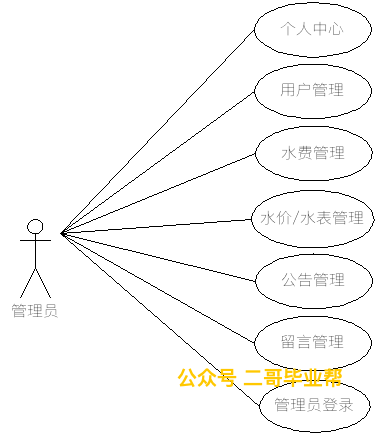 个人中心
用户管理
水费管理
水价/水表管理
管理员
公告管理
留言管理
公众号 二哥毕业帮
管理员登录